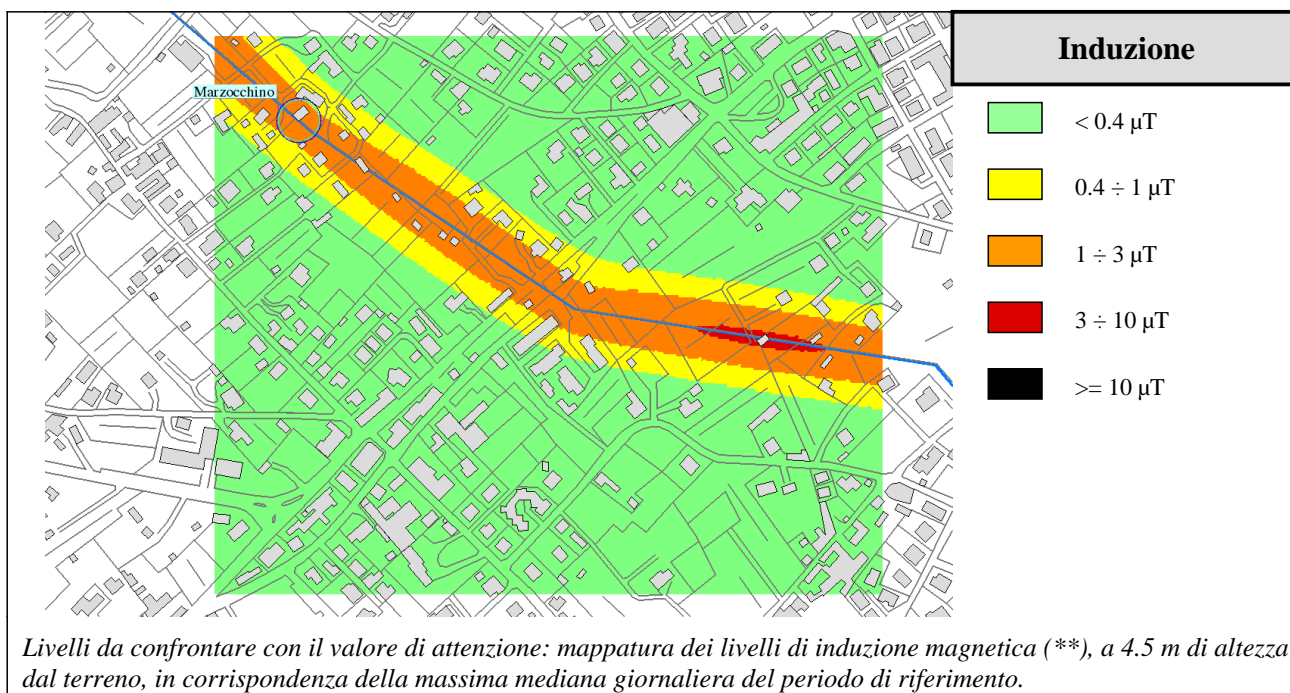 Marzocchino
Induzione
< 0.4 µT
0.4 ÷ 1 µT
1 ÷ 3 µT
3 ÷ 10 µT
>= 10 µT
Livelli da confrontare con il valore di attenzione: mappatura dei livelli di induzione magnetica (**), a 4.5 m di altezza
dal terreno, in corrispondenza della massima mediana giornaliera del periodo di riferimento.